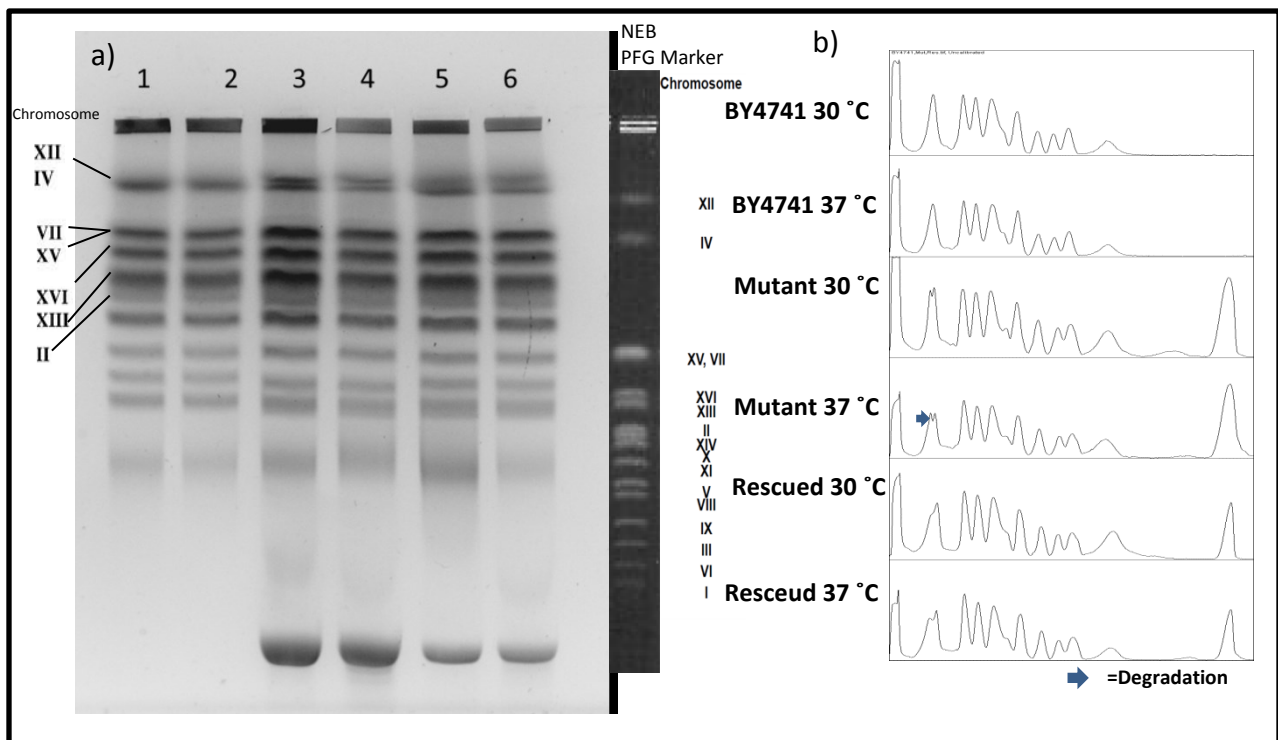 a)
1 2 3 4 5 6
Chromosome
XII
IV
VII
XV
XVI
XIII
II
NEB
PFG Marker
Chromosome
XII
IV
XV, VII
XVI
XIII
II
XIV
X
XI
V
VIII
IX
III
VI
I
b)
BY4741 30 ˚C
BY4741 37 ˚C
Mutant 30 ˚C
Mutant 37 ˚C
Rescued 30 ˚C
Resceud 37 ˚C
=Degradation